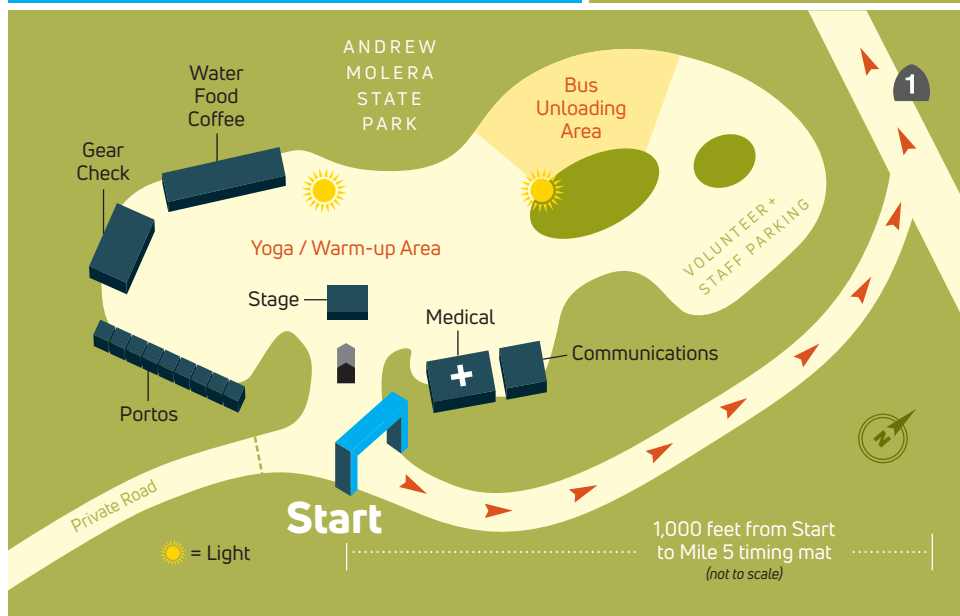 ANDREW
MOLERA
STATE
PARK
Water
Food
Coffee
Bus
Unloading
Area
1
Gear
Check
Yoga / Warm-up Area
VOLUNTEER+
STAFF PARKING
Stage
Medical
Communications
Portos
N
Private Road
Start
1,000 feet from Start
to Mile 5 timing mat
(not to scale)
= Light